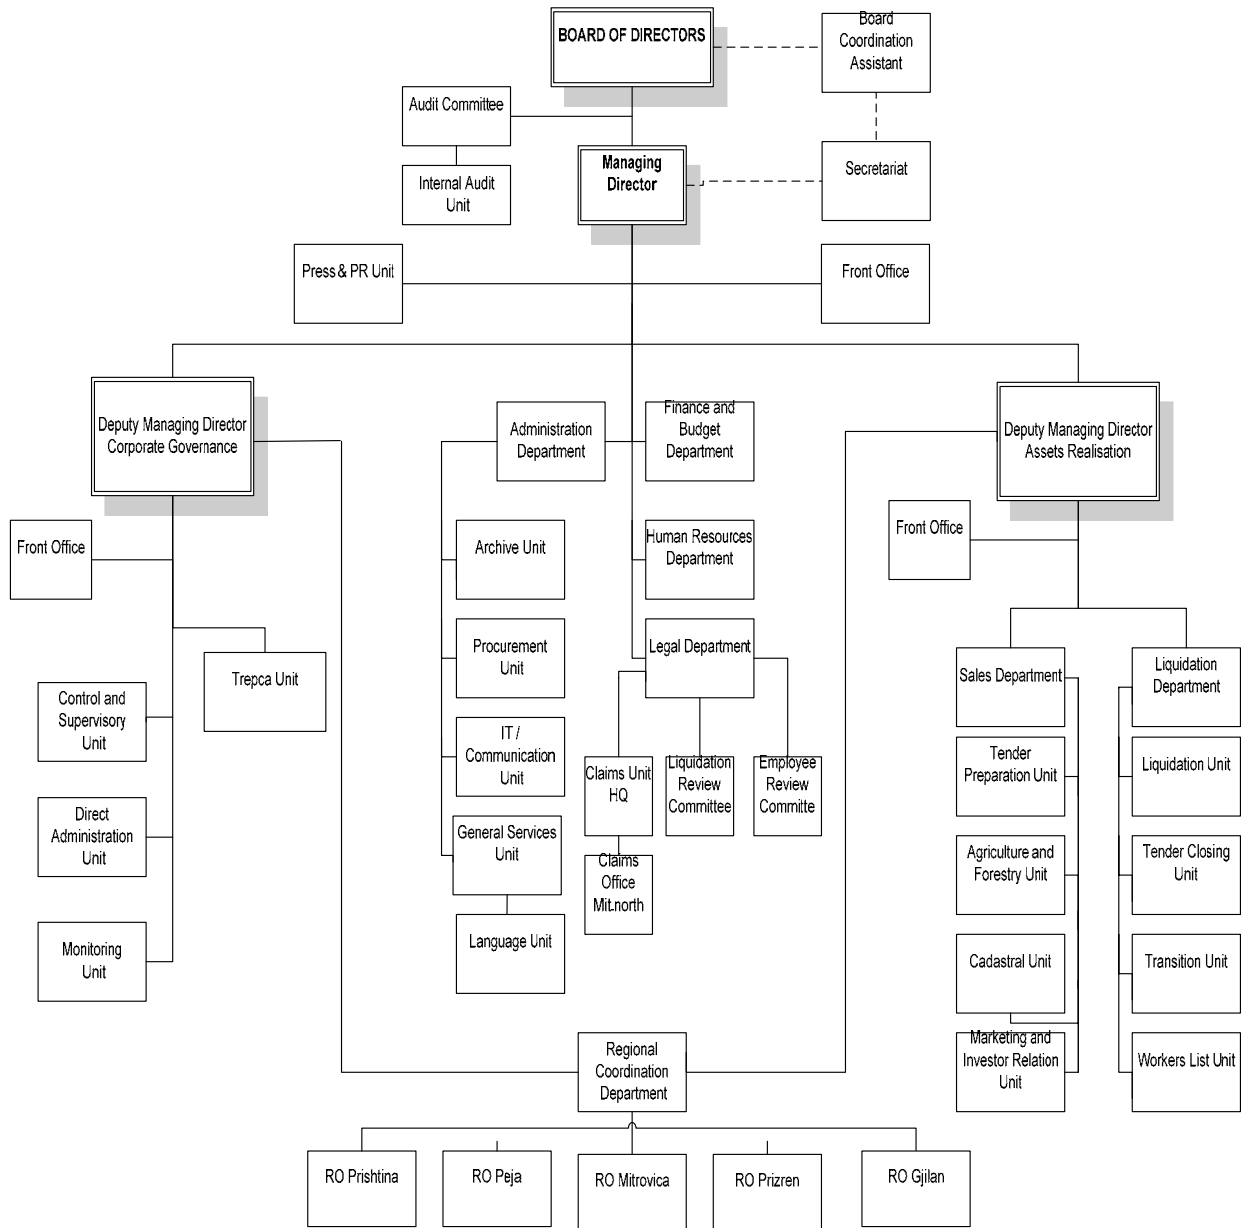 BOARD OF DIRECTORS
Board
Coordination
Assistant
Audit Committee
Managing
Director
Secretariat
Internal Audit
Unit
Press & PR Unit
Front Office
Deputy Managing Director
Corporate Governance
Administration
Department
Finance and
Budget
Department
Deputy Managing Director
Assets Realisation
Front Office
Archive Unit
Human Resources
Department
Front Office
Procurement
Unit
Legal Department
Trepca Unit
Sales Department
Liquidation
Department
Control and
Supervisory
Unit
IT /
Communication
Unit
Claims Unit
HQ
Liquidation
Review
Committee
Employee
Review
Committe
Tender
Preparation Unit
Liquidation Unit
Direct
Administration
Unit
General Services
Unit
Claims
Office
Mit.north
Agriculture and
Forestry Unit
Tender Closing
Unit
Monitoring
Unit
Language Unit
Cadastral Unit
Transition Unit
Regional
Coordination
Department
Marketing and
Investor Relation
Unit
Workers List Unit
RO Prishtina
RO Peja
RO Mitrovica
RO Prizren
RO Gjilan